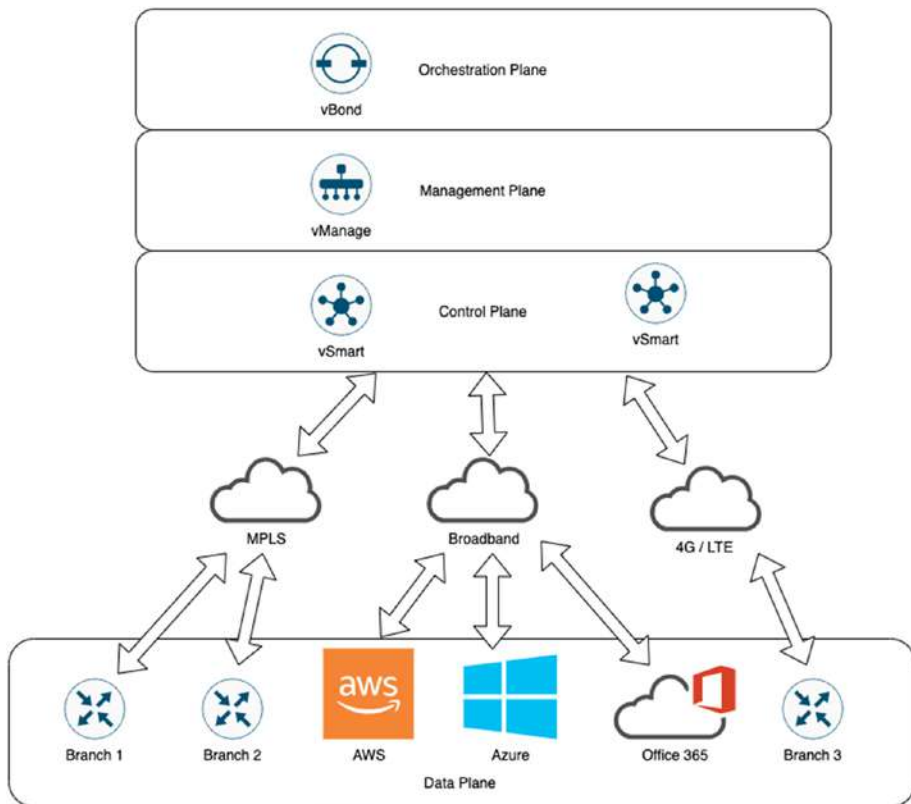 Orchestration Plane
vBond
Management Plane
vManage
Control Plane
vSmart
vSmart
MPLS
Broadband
4G / LTE
aws
Branch 1
Branch 2
AWS
Azure
Office 365
Branch 3
Data Plane